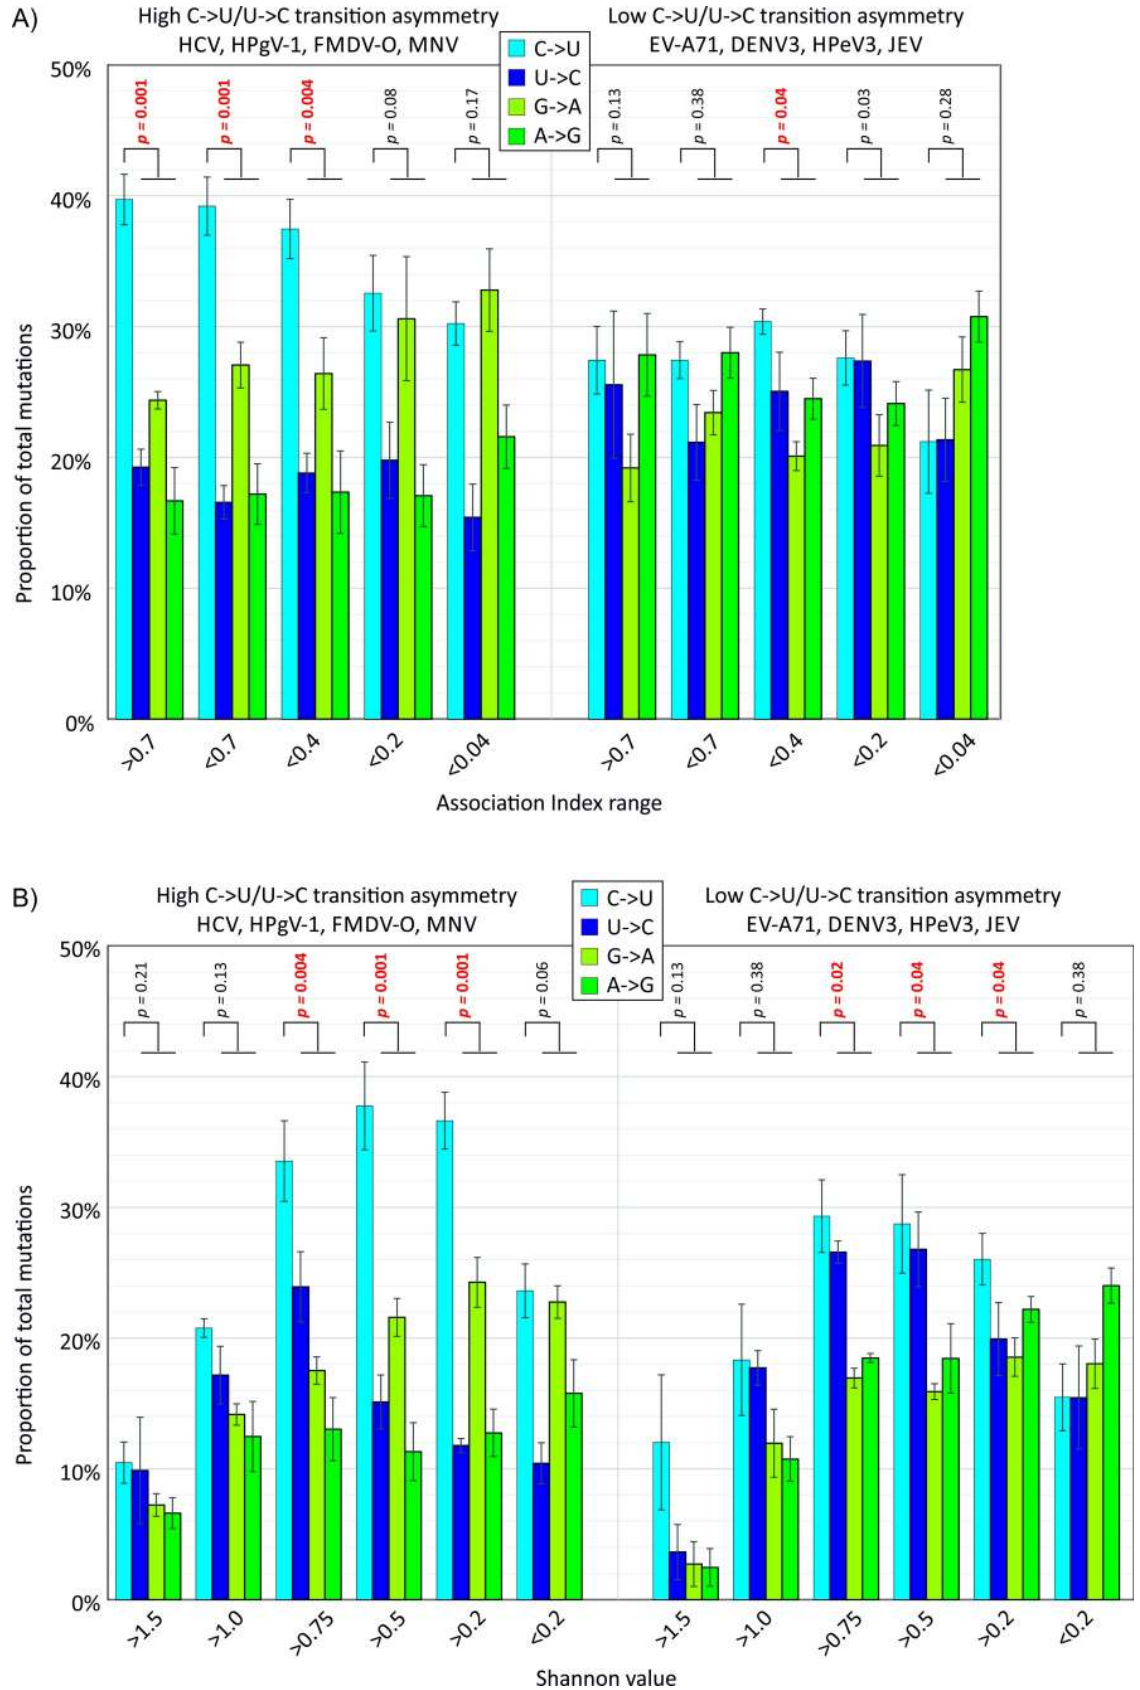 A)
High C->U/U->C transition asymmetry
HCV, HPgV-1, FMDV-O, MNV
Low C->U/U->C transition asymmetry
EV-A71, DENV3, HPeV3, JEV
C->U
U->C
G->A
A->G
50%
40%
30%
20%
10%
0%
Proportion of total mutations
p = 0.001
p = 0.001
p = 0.004
p = 0.08
p = 0.17
p = 0.13
p = 0.38
p = 0.04
p = 0.03
p = 0.28
>0.7
<0.7
<0.4
<0.2
<0.04
>0.7
<0.7
<0.4
<0.2
<0.04
Association Index range
B)
High C->U/U->C transition asymmetry
HCV, HPgV-1, FMDV-O, MNV
Low C->U/U->C transition asymmetry
EV-A71, DENV3, HPeV3, JEV
C->U
U->C
G->A
A->G
50%
40%
30%
20%
10%
0%
Proportion of total mutations
p = 0.21
p = 0.13
p = 0.004
p = 0.001
p = 0.001
p = 0.06
p = 0.13
p = 0.38
p = 0.02
p = 0.04
p = 0.04
p = 0.38
>1.5
>1.0
>0.75
>0.5
>0.2
<0.2
>1.5
>1.0
>0.75
>0.5
>0.2
<0.2
Shannon value